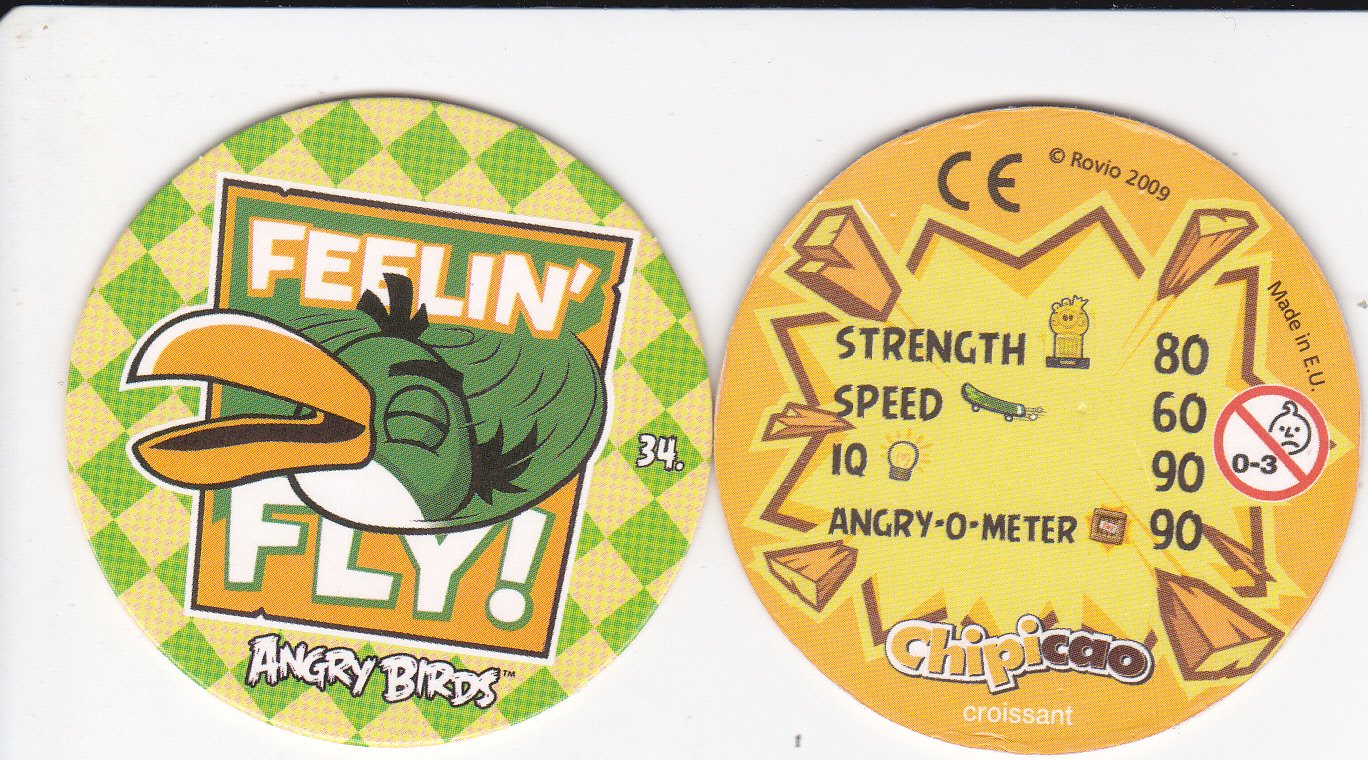 FEELIN'
FLY!
34.
ANGRY BIRDS™
CE
© Rovio 2009
Made in E.U.
STRENGTH 80
SPEED 60
IQ 90
0-3
ANGRY-O-METER 90
Chipicao
croissant